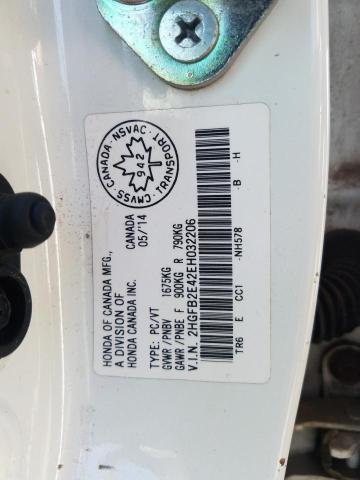 HONDA OF CANADA MFG., CANADA
A DIVISION OF 05/'14
HONDA CANADA INC.
TYPE: PC/VT
GVWR/PNBV 1675KG
GAWR/PNBE F 900KG R 790KG
V.I.N. 2HGFB2E42EH032206
TR6 E CC1 -NH578 -B -H
CANADA · NSVAC ·
CMVSS · TRANSPORT
942